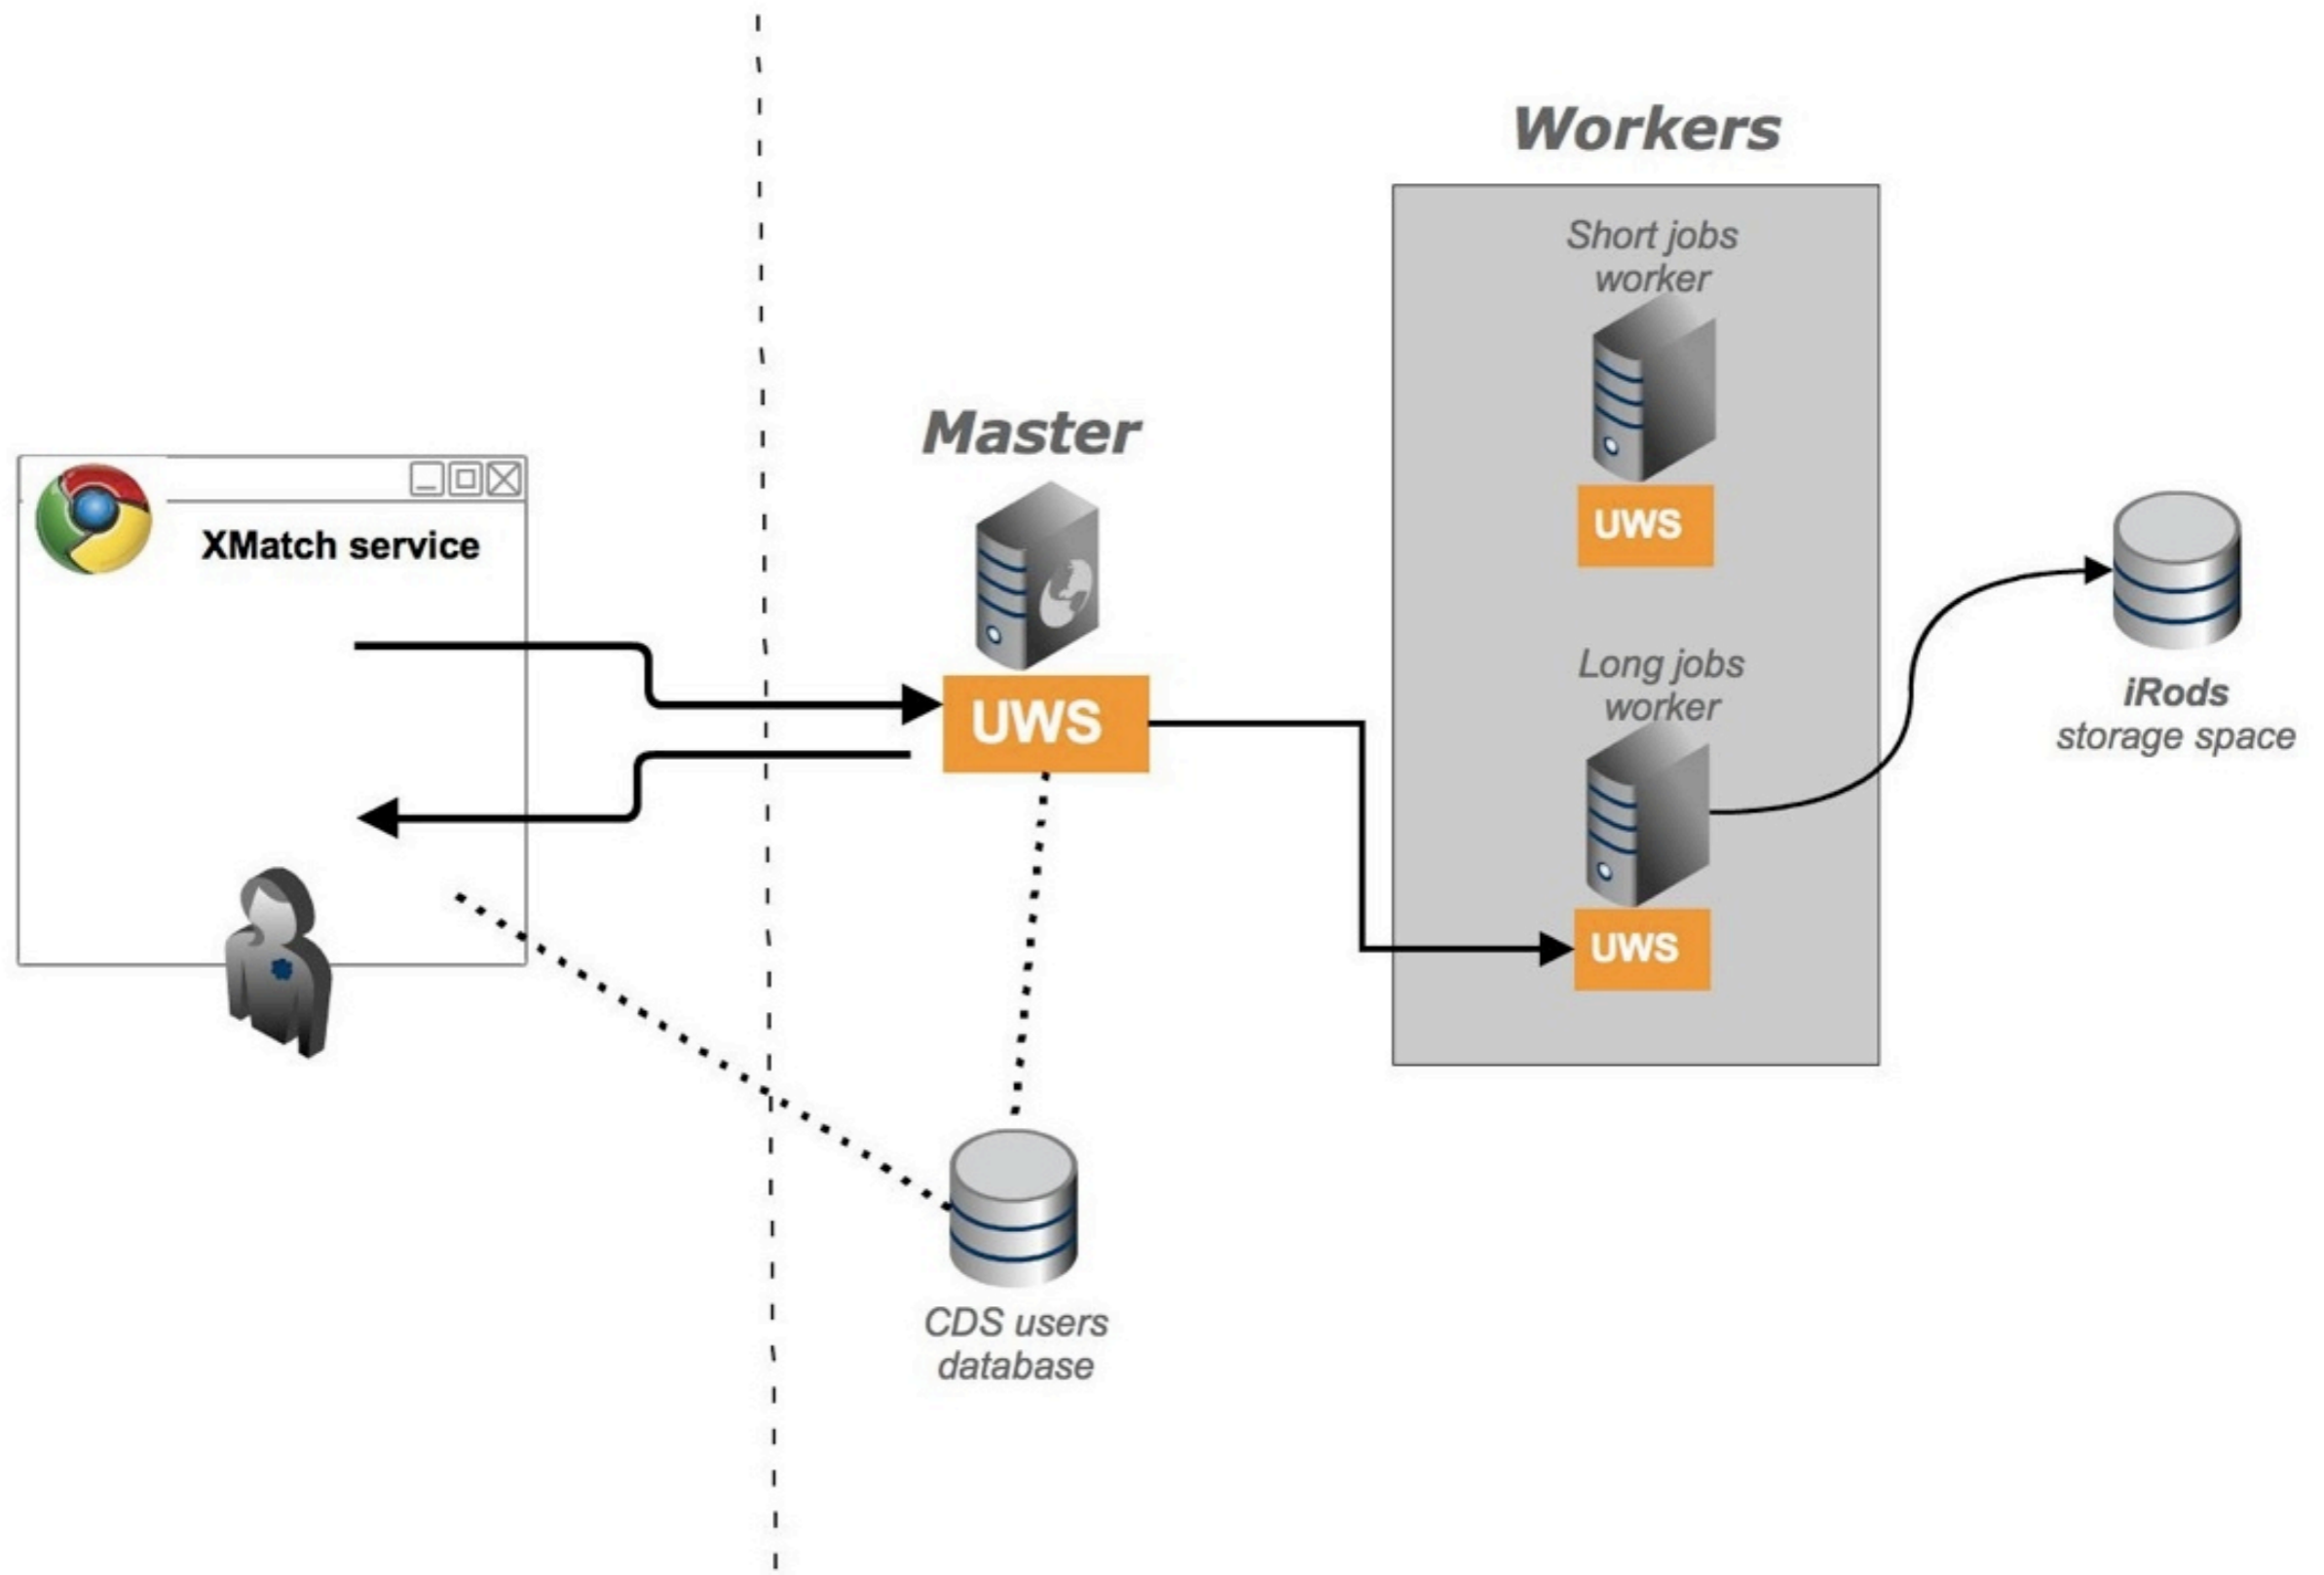 Workers
Short jobs
worker
UWS
Master
UWS
XMatch service
Long jobs
worker
UWS
iRods
storage space
CDS users
database